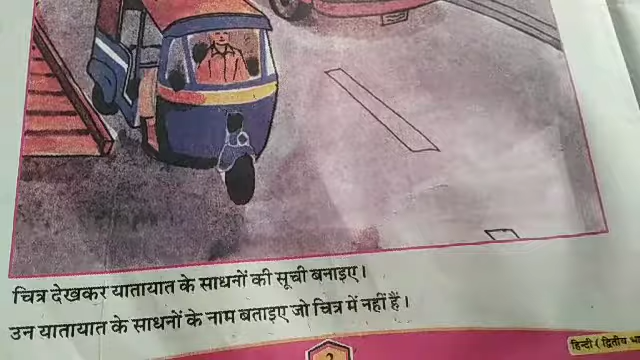 चित्र देखकर यातायात के साधनों की सूची बनाइए।
उन यातायात के साधनों के नाम बताइए जो चित्र में नहीं हैं।
हिन्दी ( द्वितीय